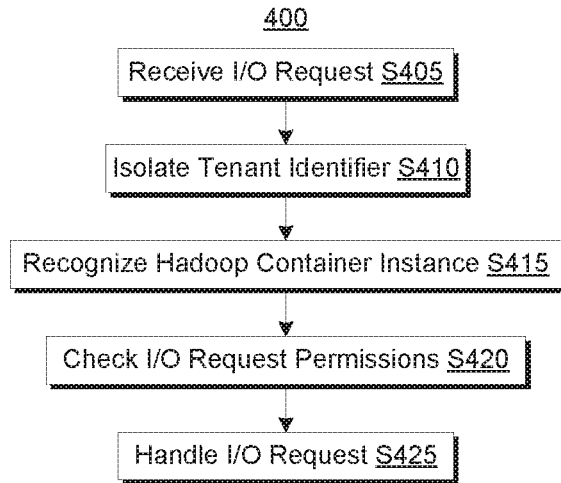 400
Receive I/O Request S405
Isolate Tenant Identifier S410
Recognize Hadoop Container Instance S415
Check I/O Request Permissions S420
Handle I/O Request S425